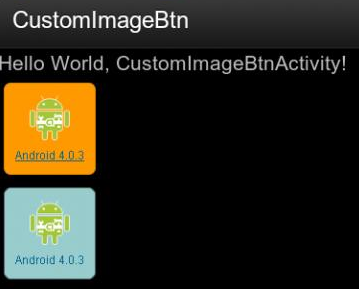 CustomImageBtn
Hello World, CustomImageBtnActivity!
Android 4.0.3
Android 4.0.3